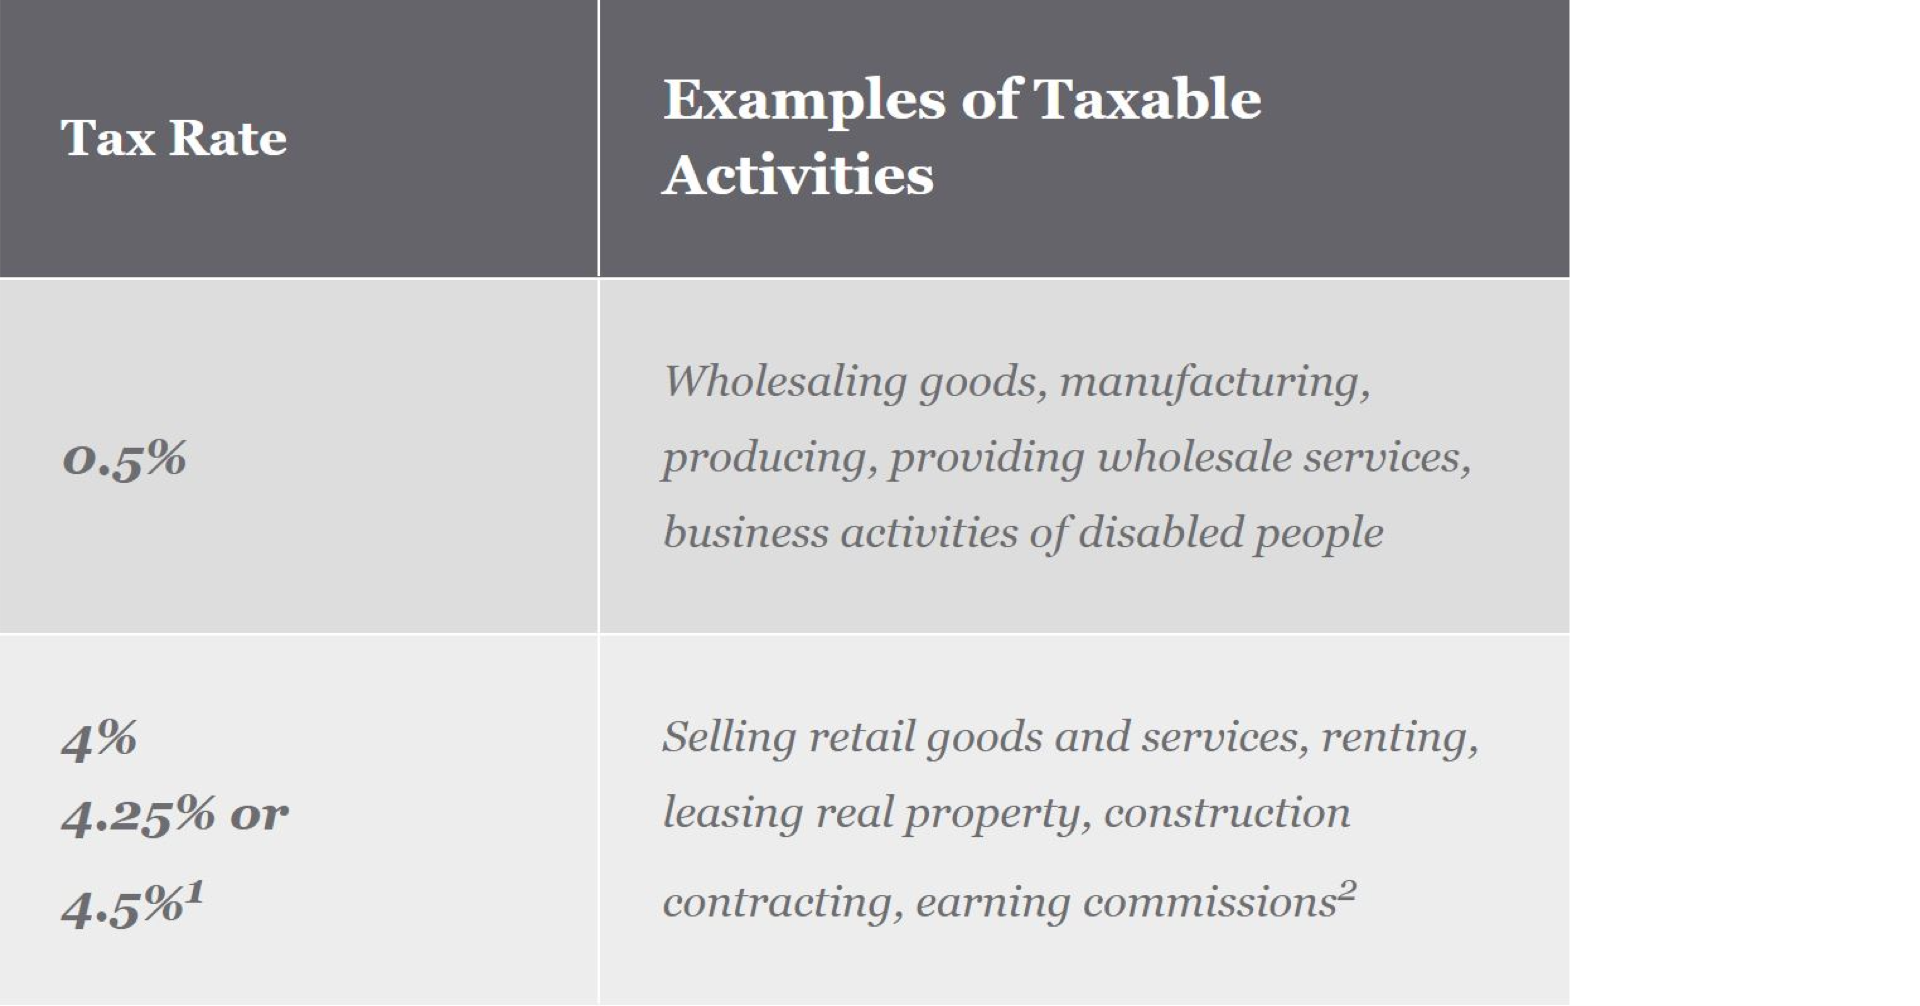 Tax Rate
Examples of Taxable
Activities
0.5%
Wholesaling goods, manufacturing,
producing, providing wholesale services,
business activities of disabled people
4%
4.25% or
4.5%¹
Selling retail goods and services, renting,
leasing real property, construction
contracting, earning commissions²